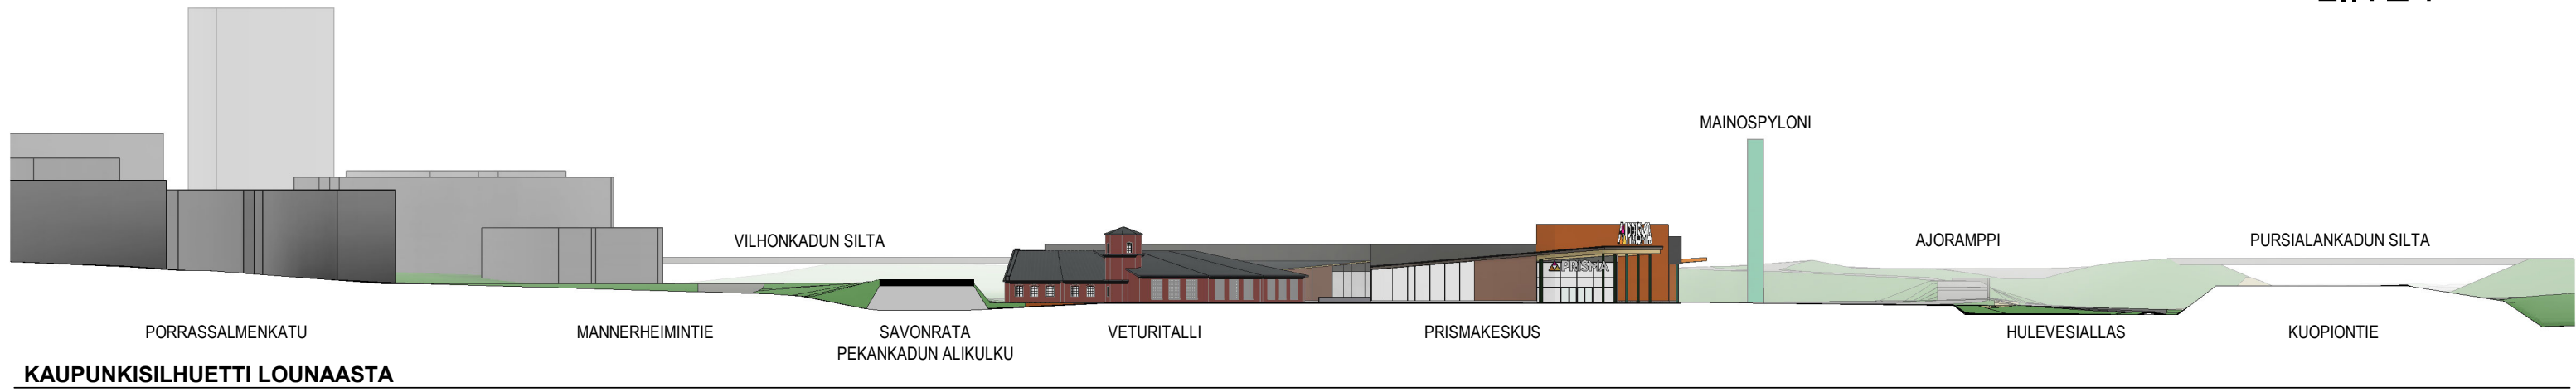 MAINOSPYLONI
VILHONKADUN SILTA
AJORAMPPI
PURSIALANKADUN SILTA
PRISMA
PRISMA
PORRASSALMENKATU
MANNERHEIMINTIE
SAVONRATA
PEKANKADUN ALIKULKU
VETURITALLI
PRISMAKESKUS
HULEVESIALLAS
KUOPIONTIE
KAUPUNKISILHUETTI LOUNAASTA